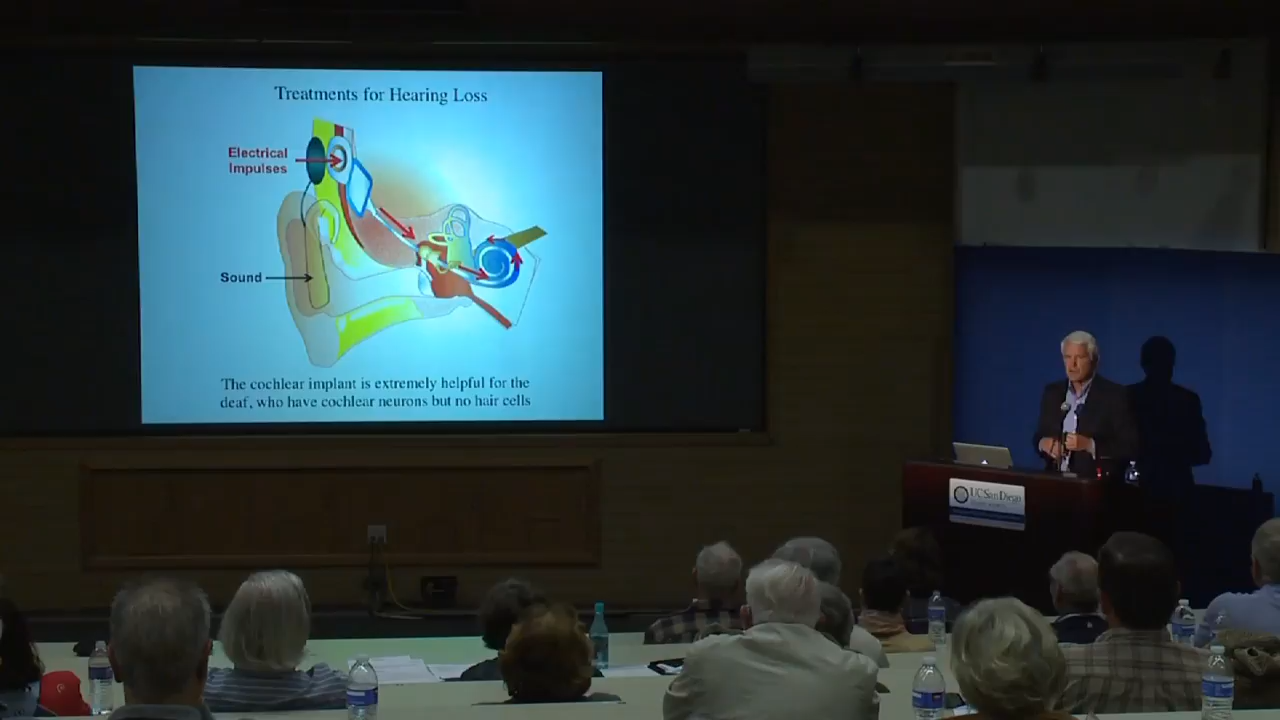 Treatments for Hearing Loss
Electrical
Impulses
Sound
The cochlear implant is extremely helpful for the
deaf, who have cochlear neurons but no hair cells
UC San Diego